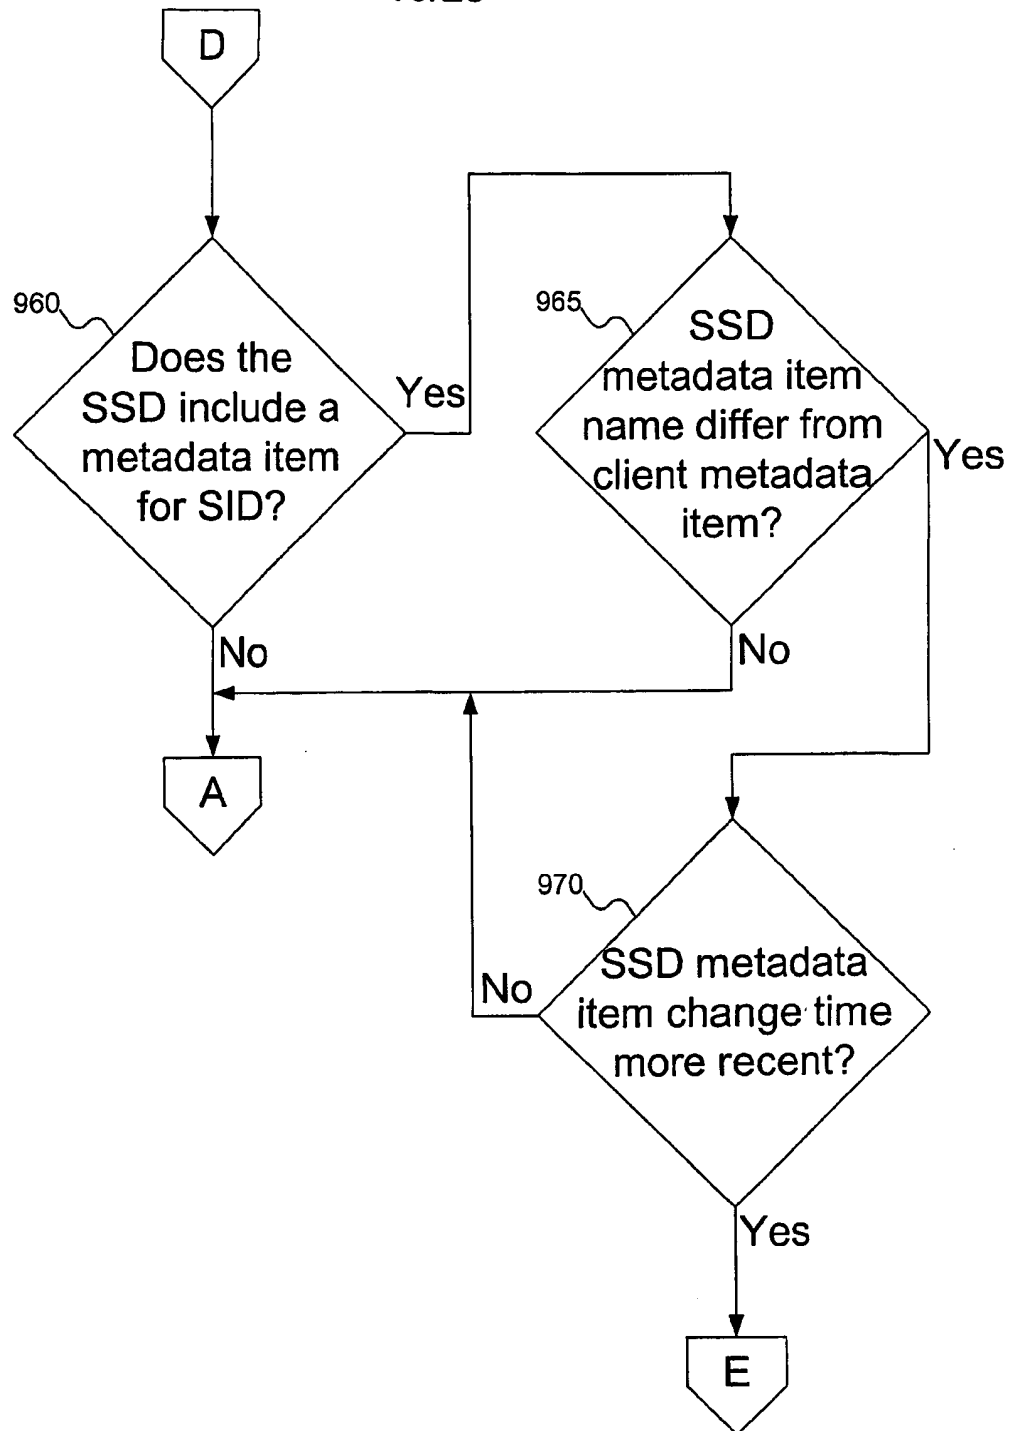 D
960
Does the
SSD include a
metadata item
for SID?
Yes
No
A
965
SSD
metadata item
name differ from
client metadata
item?
Yes
No
970
SSD metadata
item change time
more recent?
No
Yes
E